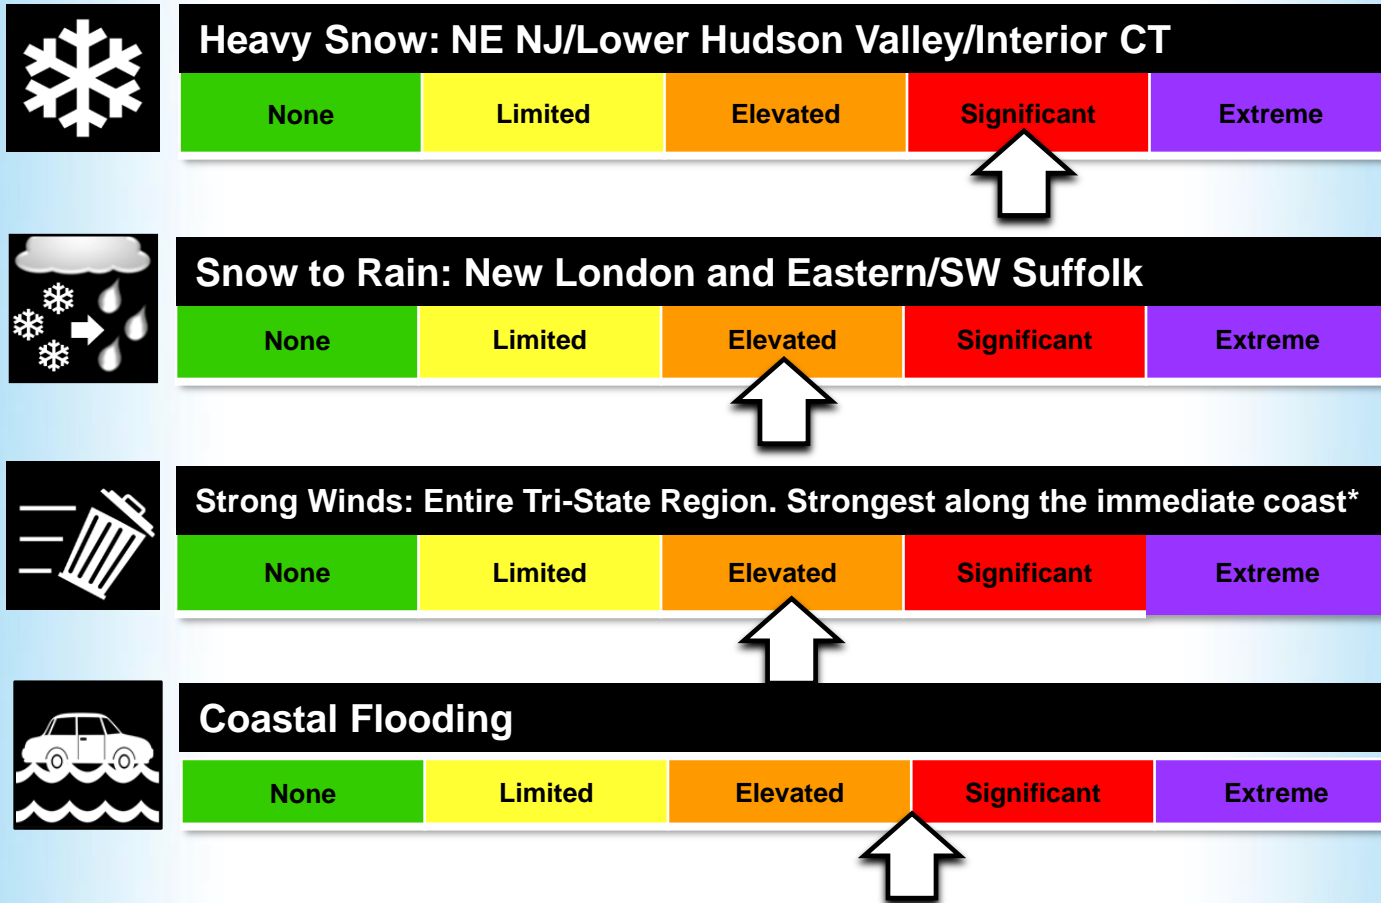 Heavy Snow: NE NJ/Lower Hudson Valley/Interior CT
None Limited Elevated Significant Extreme
Snow to Rain: New London and Eastern/SW Suffolk
None Limited Elevated Significant Extreme
Strong Winds: Entire Tri-State Region. Strongest along the immediate coast*
None Limited Elevated Significant Extreme
Coastal Flooding
None Limited Elevated Significant Extreme